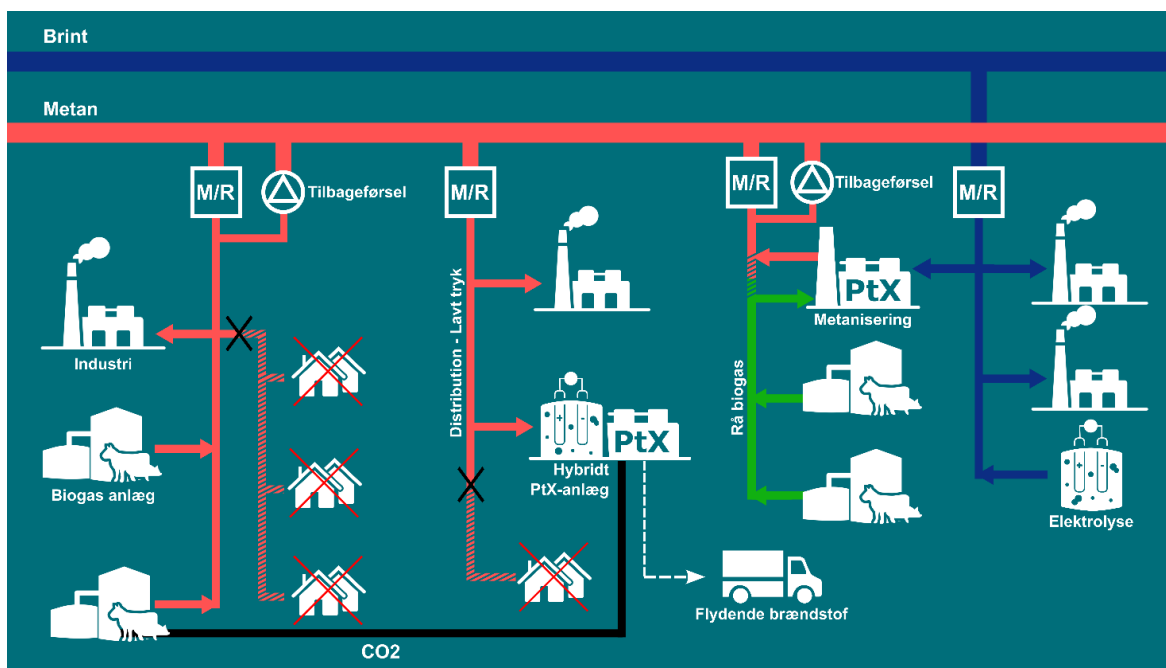 Brint
Metan
M/R
Tilbageførsel
M/R
M/R
Tilbageførsel
M/R
Industri
Distribution - Lavt tryk
PtX
Metanisering
Rå biogas
Biogas anlæg
PtX
Hybridt
PtX-anlæg
Elektrolyse
Flydende brændstof
CO2